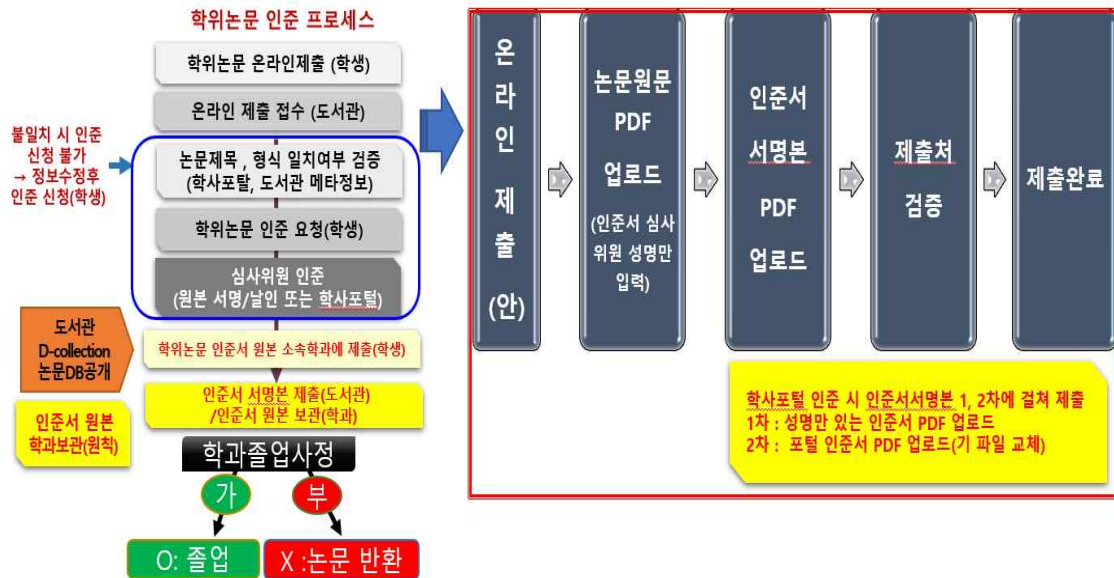 학위논문 인준 프로세스
학위논문 온라인제출 (학생)
온라인 제출 접수 (도서관)
불일치 시 인준
신청 불가
→ 정보수정후
인준 신청(학생)
논문제목 , 형식 일치여부 검증
(학사포탈, 도서관 메타정보)
학위논문 인준 요청(학생)
심사위원 인준
(원본 서명/날인 또는 학사포털)
도서관
D-collection
논문DB공개
학위논문 인준서 원본 소속학과에 제출(학생)
인준서 원본
학과보관(원칙)
인준서 서명본 제출(도서관)
/인준서 원본 보관(학과)
학과졸업사정
가
부
O: 졸업
X :논문 반환
온
라
인
제
출
(안)
논문원문
PDF
업로드
(인준서 심사
위원 성명만
입력)
인준서
서명본
PDF
업로드
제출처
검증
제출완료
학사포털 인준 시 인준서서명본 1, 2차에 걸쳐 제출
1차 : 성명만 있는 인준서 PDF 업로드
2차 : 포털 인준서 PDF 업로드(기 파일 교체)